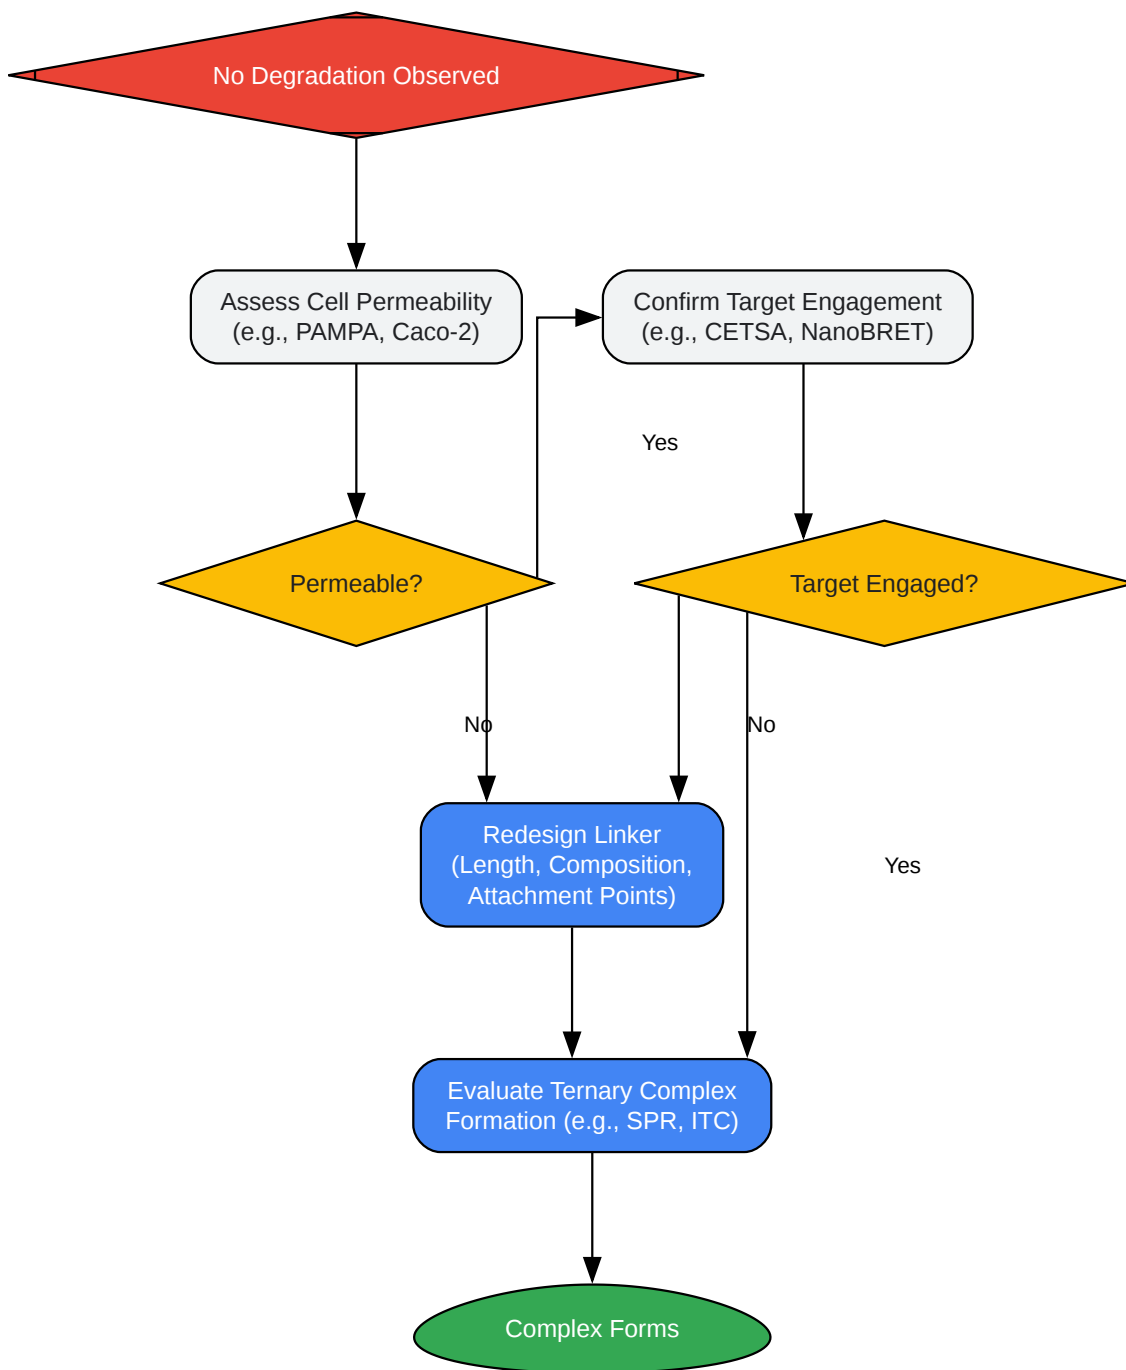 No Degradation Observed
Assess Cell Permeability
(e.g., PAMPA, Caco-2)
Confirm Target Engagement
(e.g., CETSA, NanoBRET)
Yes
Permeable?
Target Engaged?
No
No
Redesign Linker
(Length, Composition,
Attachment Points)
Yes
Evaluate Ternary Complex
Formation (e.g., SPR, ITC)
Complex Forms